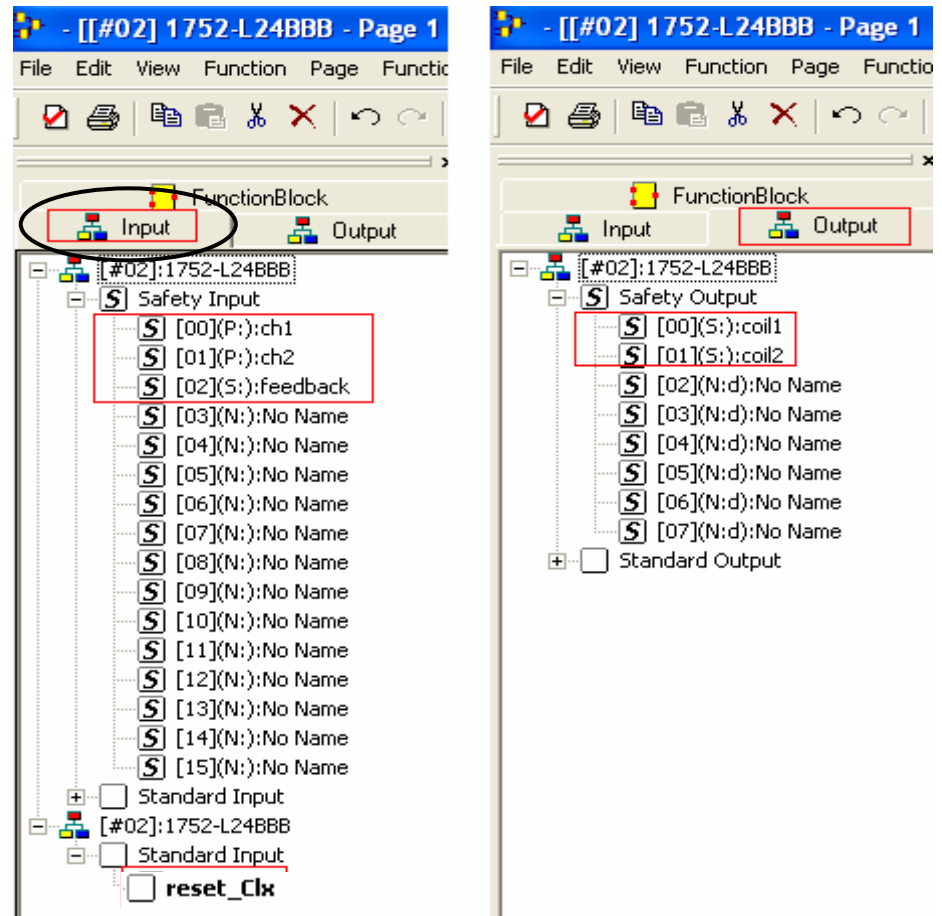 - [[#02] 1752-L24BBB - Page 1
File Edit View Function Page Functic
FunctionBlock
Input Output
[#02]:1752-L24BBB
S Safety Input
S [00](P:):ch1
S [01](P:):ch2
S [02](S:):feedback
S [03](N:):No Name
S [04](N:):No Name
S [05](N:):No Name
S [06](N:):No Name
S [07](N:):No Name
S [08](N:):No Name
S [09](N:):No Name
S [10](N:):No Name
S [11](N:):No Name
S [12](N:):No Name
S [13](N:):No Name
S [14](N:):No Name
S [15](N:):No Name
Standard Input
[#02]:1752-L24BBB
Standard Input
reset_Clx
- [[#02] 1752-L24BBB - Page 1
File Edit View Function Page Functio
FunctionBlock
Input Output
[#02]:1752-L24BBB
S Safety Output
S [00](S:):coil1
S [01](S:):coil2
S [02](N:d):No Name
S [03](N:d):No Name
S [04](N:d):No Name
S [05](N:d):No Name
S [06](N:d):No Name
S [07](N:d):No Name
Standard Output